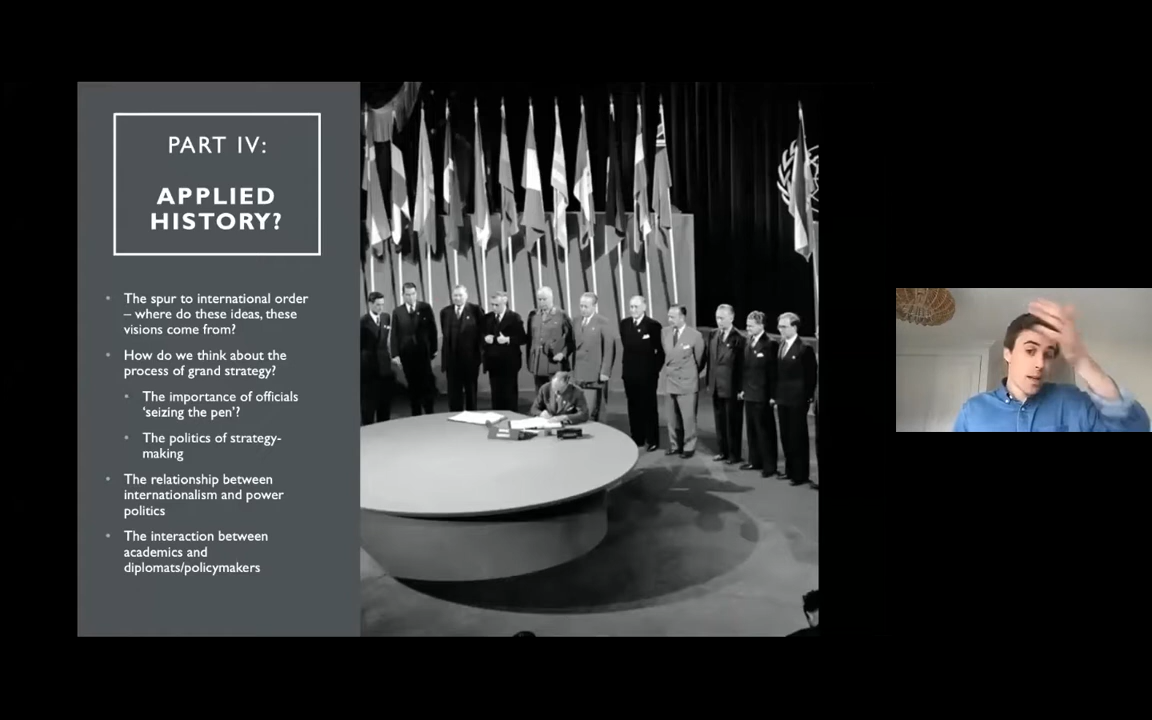 PART IV:
APPLIED
HISTORY?
• The spur to international order
– where do these ideas, these
visions come from?
• How do we think about the
process of grand strategy?
• The importance of officials
‘seizing the pen’?
• The politics of strategy-
making
• The relationship between
internationalism and power
politics
• The interaction between
academics and
diplomats/policymakers